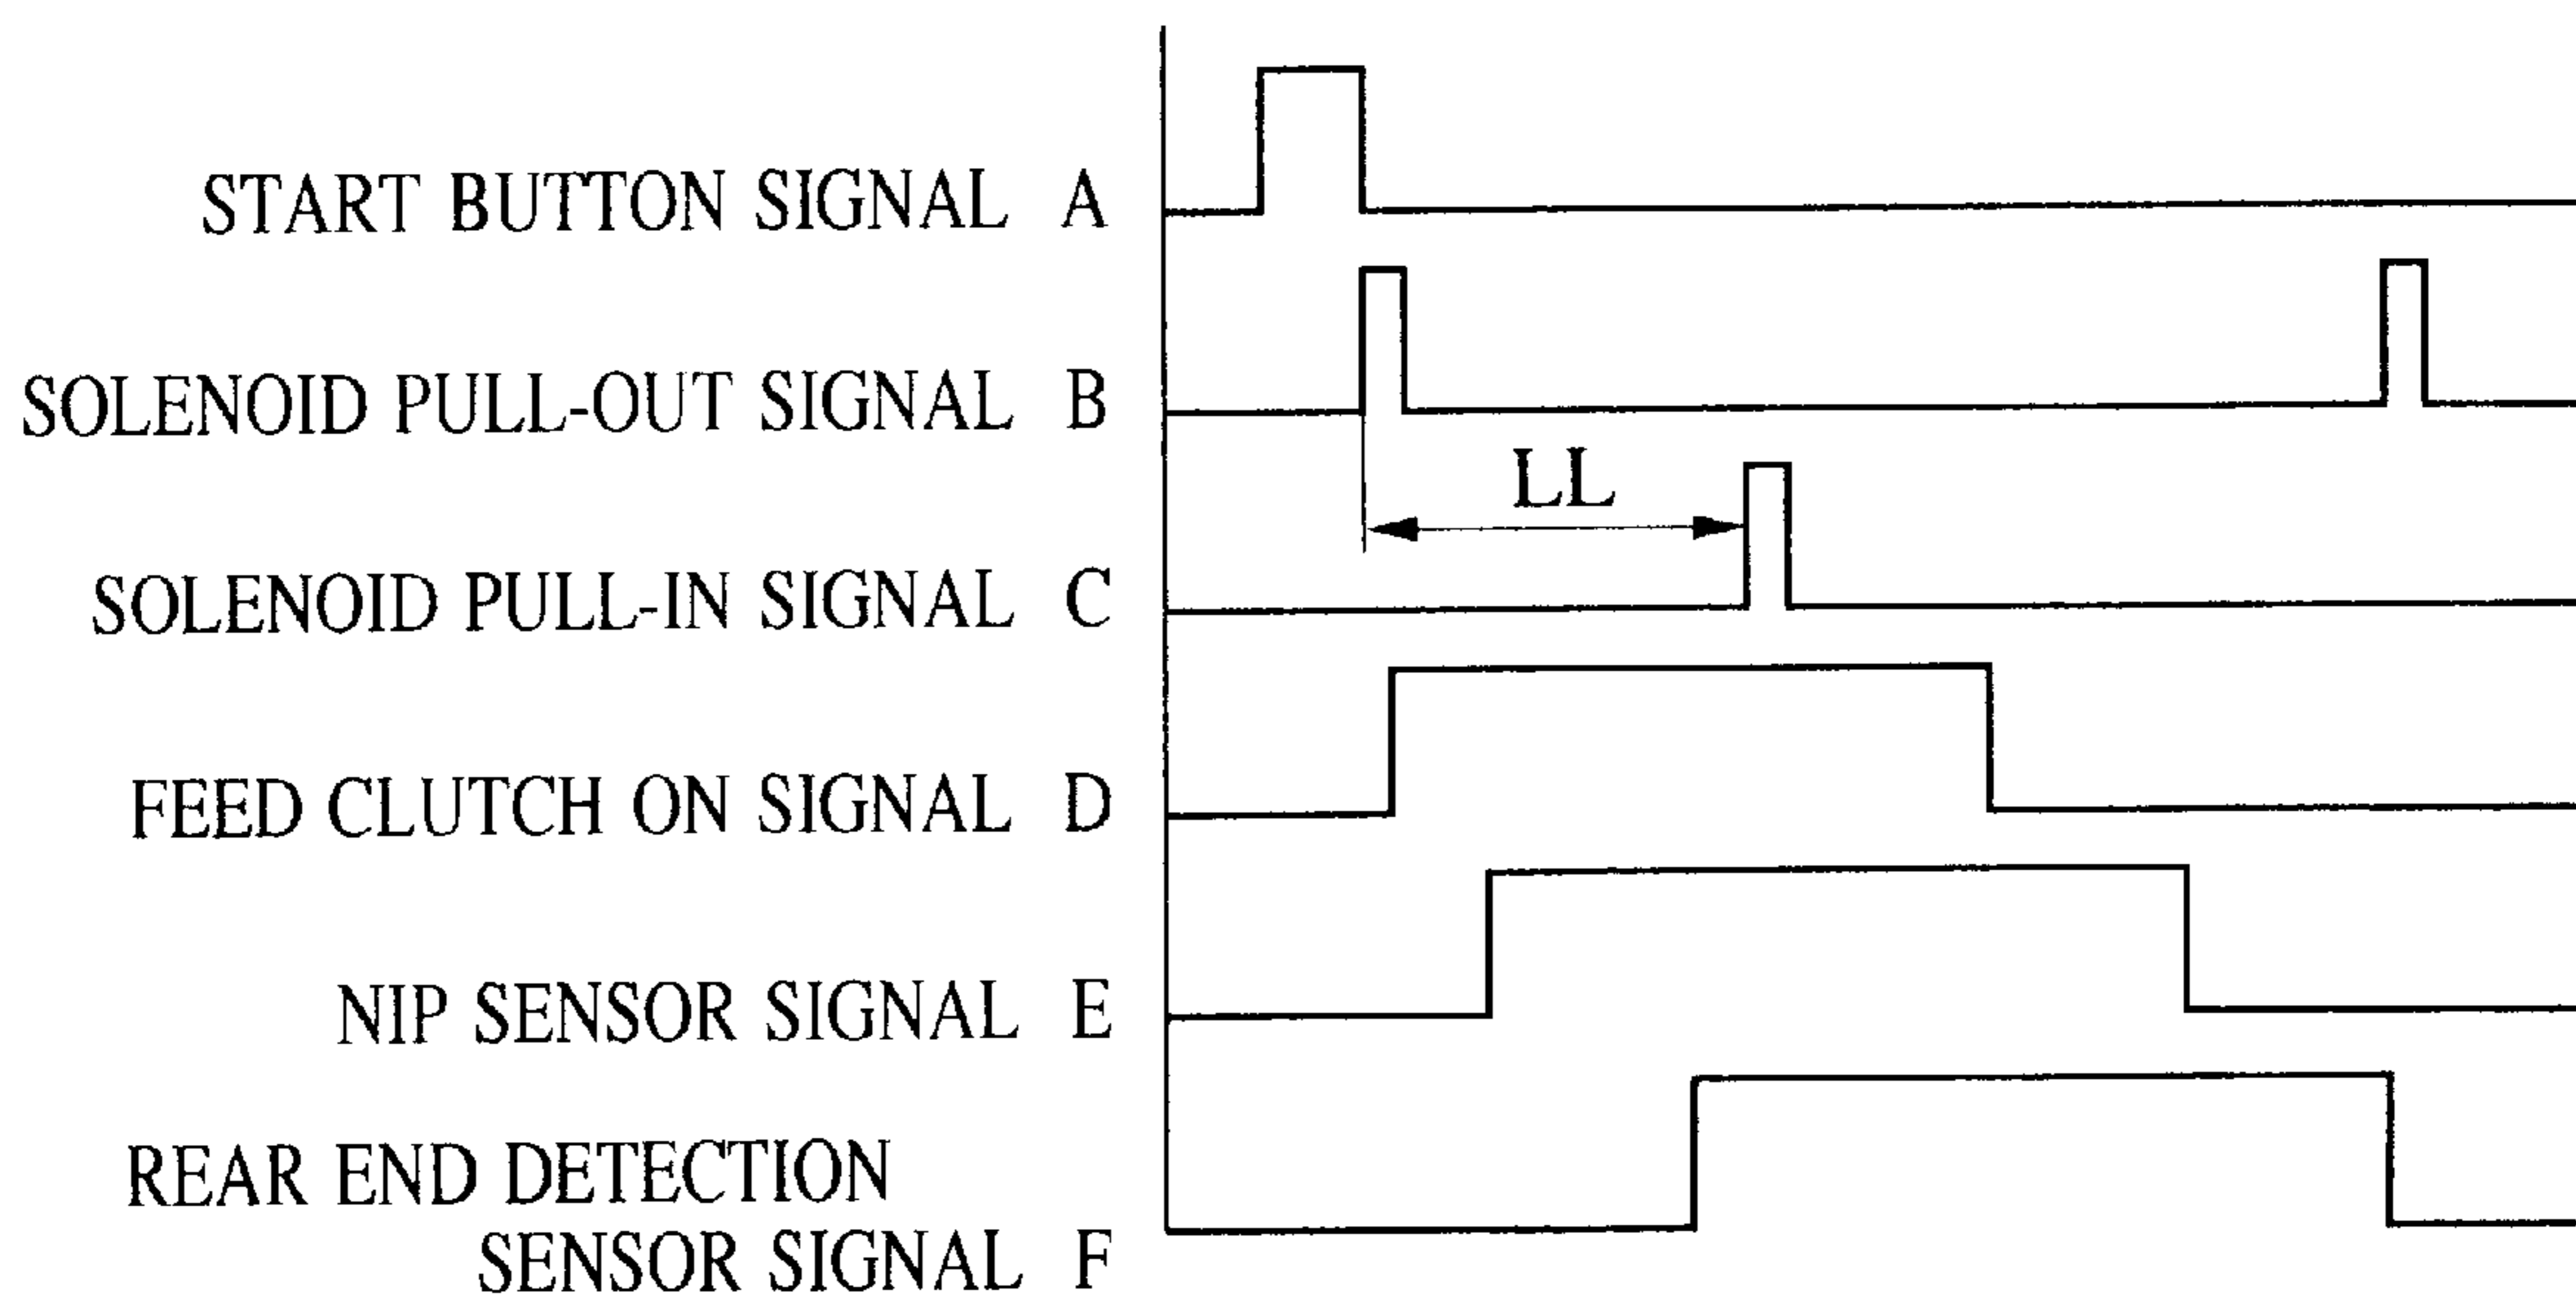 START BUTTON SIGNAL A
SOLENOID PULL-OUT SIGNAL B
LL
SOLENOID PULL-IN SIGNAL C
FEED CLUTCH ON SIGNAL D
NIP SENSOR SIGNAL E
REAR END DETECTION
SENSOR SIGNAL F